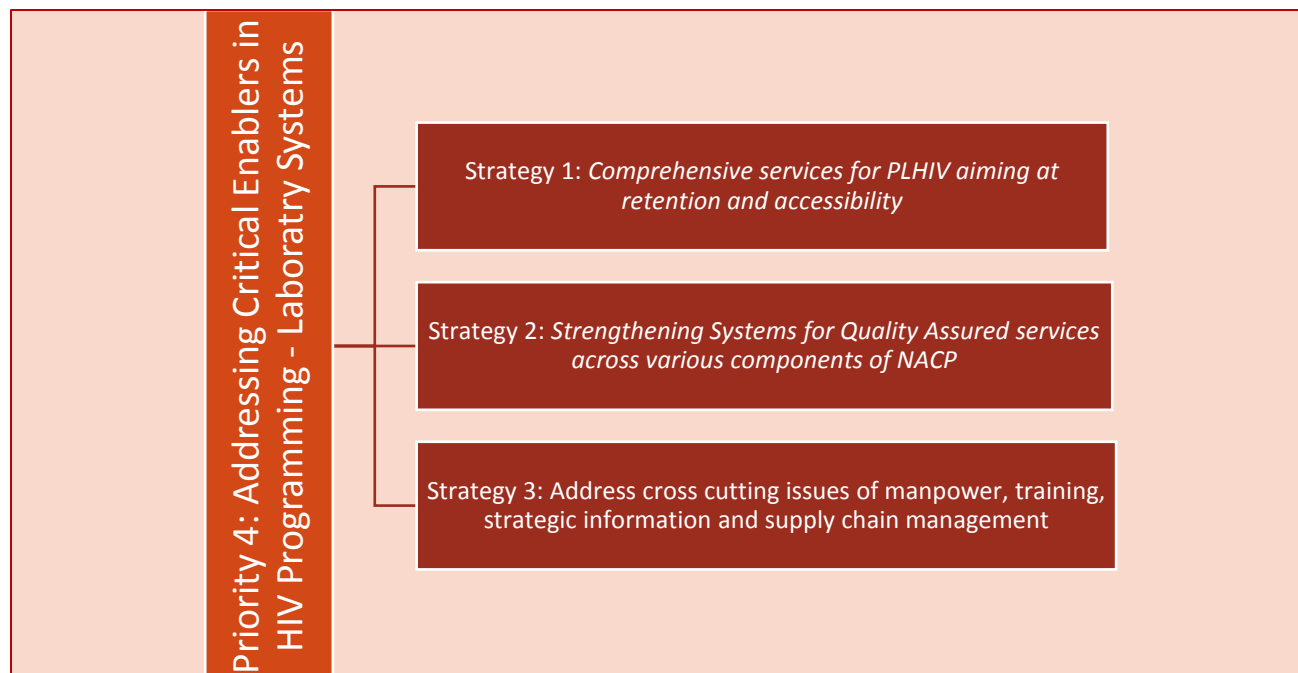 Priority 4: Addressing Critical Enablers in
HIV Programming - Laboratry Systems
Strategy 1: Comprehensive services for PLHIV aiming at
retention and accessibility
Strategy 2: Strengthening Systems for Quality Assured services
across various components of NACP
Strategy 3: Address cross cutting issues of manpower, training,
strategic information and supply chain management